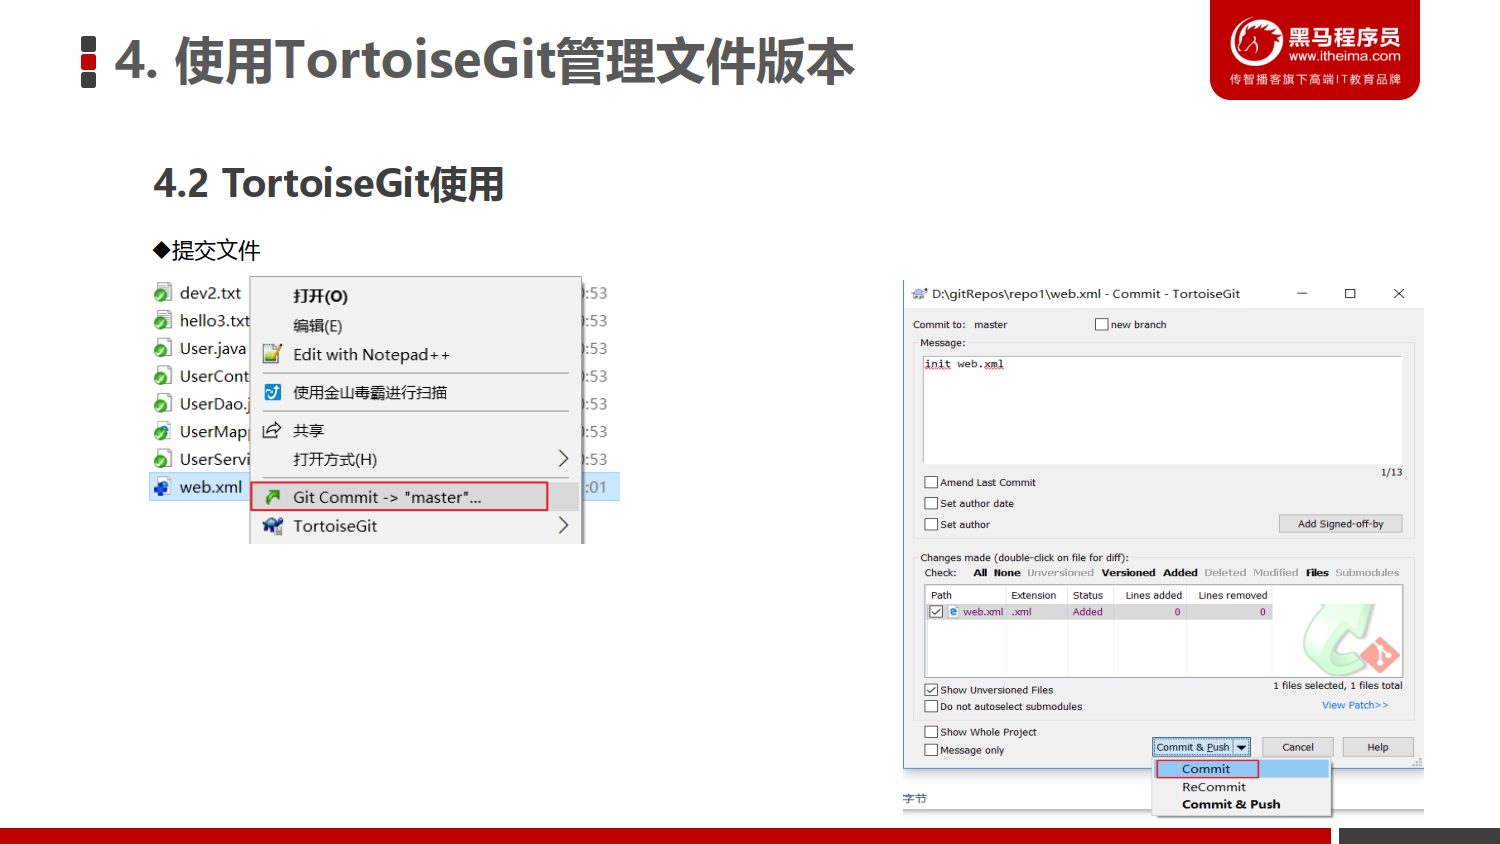 4. 使用TortoiseGit管理文件版本
黑马程序员
www.itheima.com
传智播客旗下高端IT教育品牌
4.2 TortoiseGit使用
◆提交文件
dev2.txt
hello3.txt
User.java
UserCont
UserDao.j
UserMapp
UserServi
web.xml
打开(O)
编辑(E)
Edit with Notepad++
使用金山毒霸进行扫描
共享
打开方式(H)
Git Commit -> "master"...
TortoiseGit
:53
:53
:53
:53
:53
:53
:53
:01
D:\gitRepos\repo1\web.xml - Commit - TortoiseGit
Commit to: master
new branch
Message:
init web.xml
1/13
Amend Last Commit
Set author date
Set author
Add Signed-off-by
Changes made (double-click on file for diff):
Check: All None Unversioned Versioned Added Deleted Modified Files Submodules
Path Extension Status Lines added Lines removed
web.xml .xml Added 0 0
1 files selected, 1 files total
Show Unversioned Files
Do not autoselect submodules
View Patch>>
Show Whole Project
Message only
Commit & Push
Cancel
Help
Commit
ReCommit
Commit & Push
字节